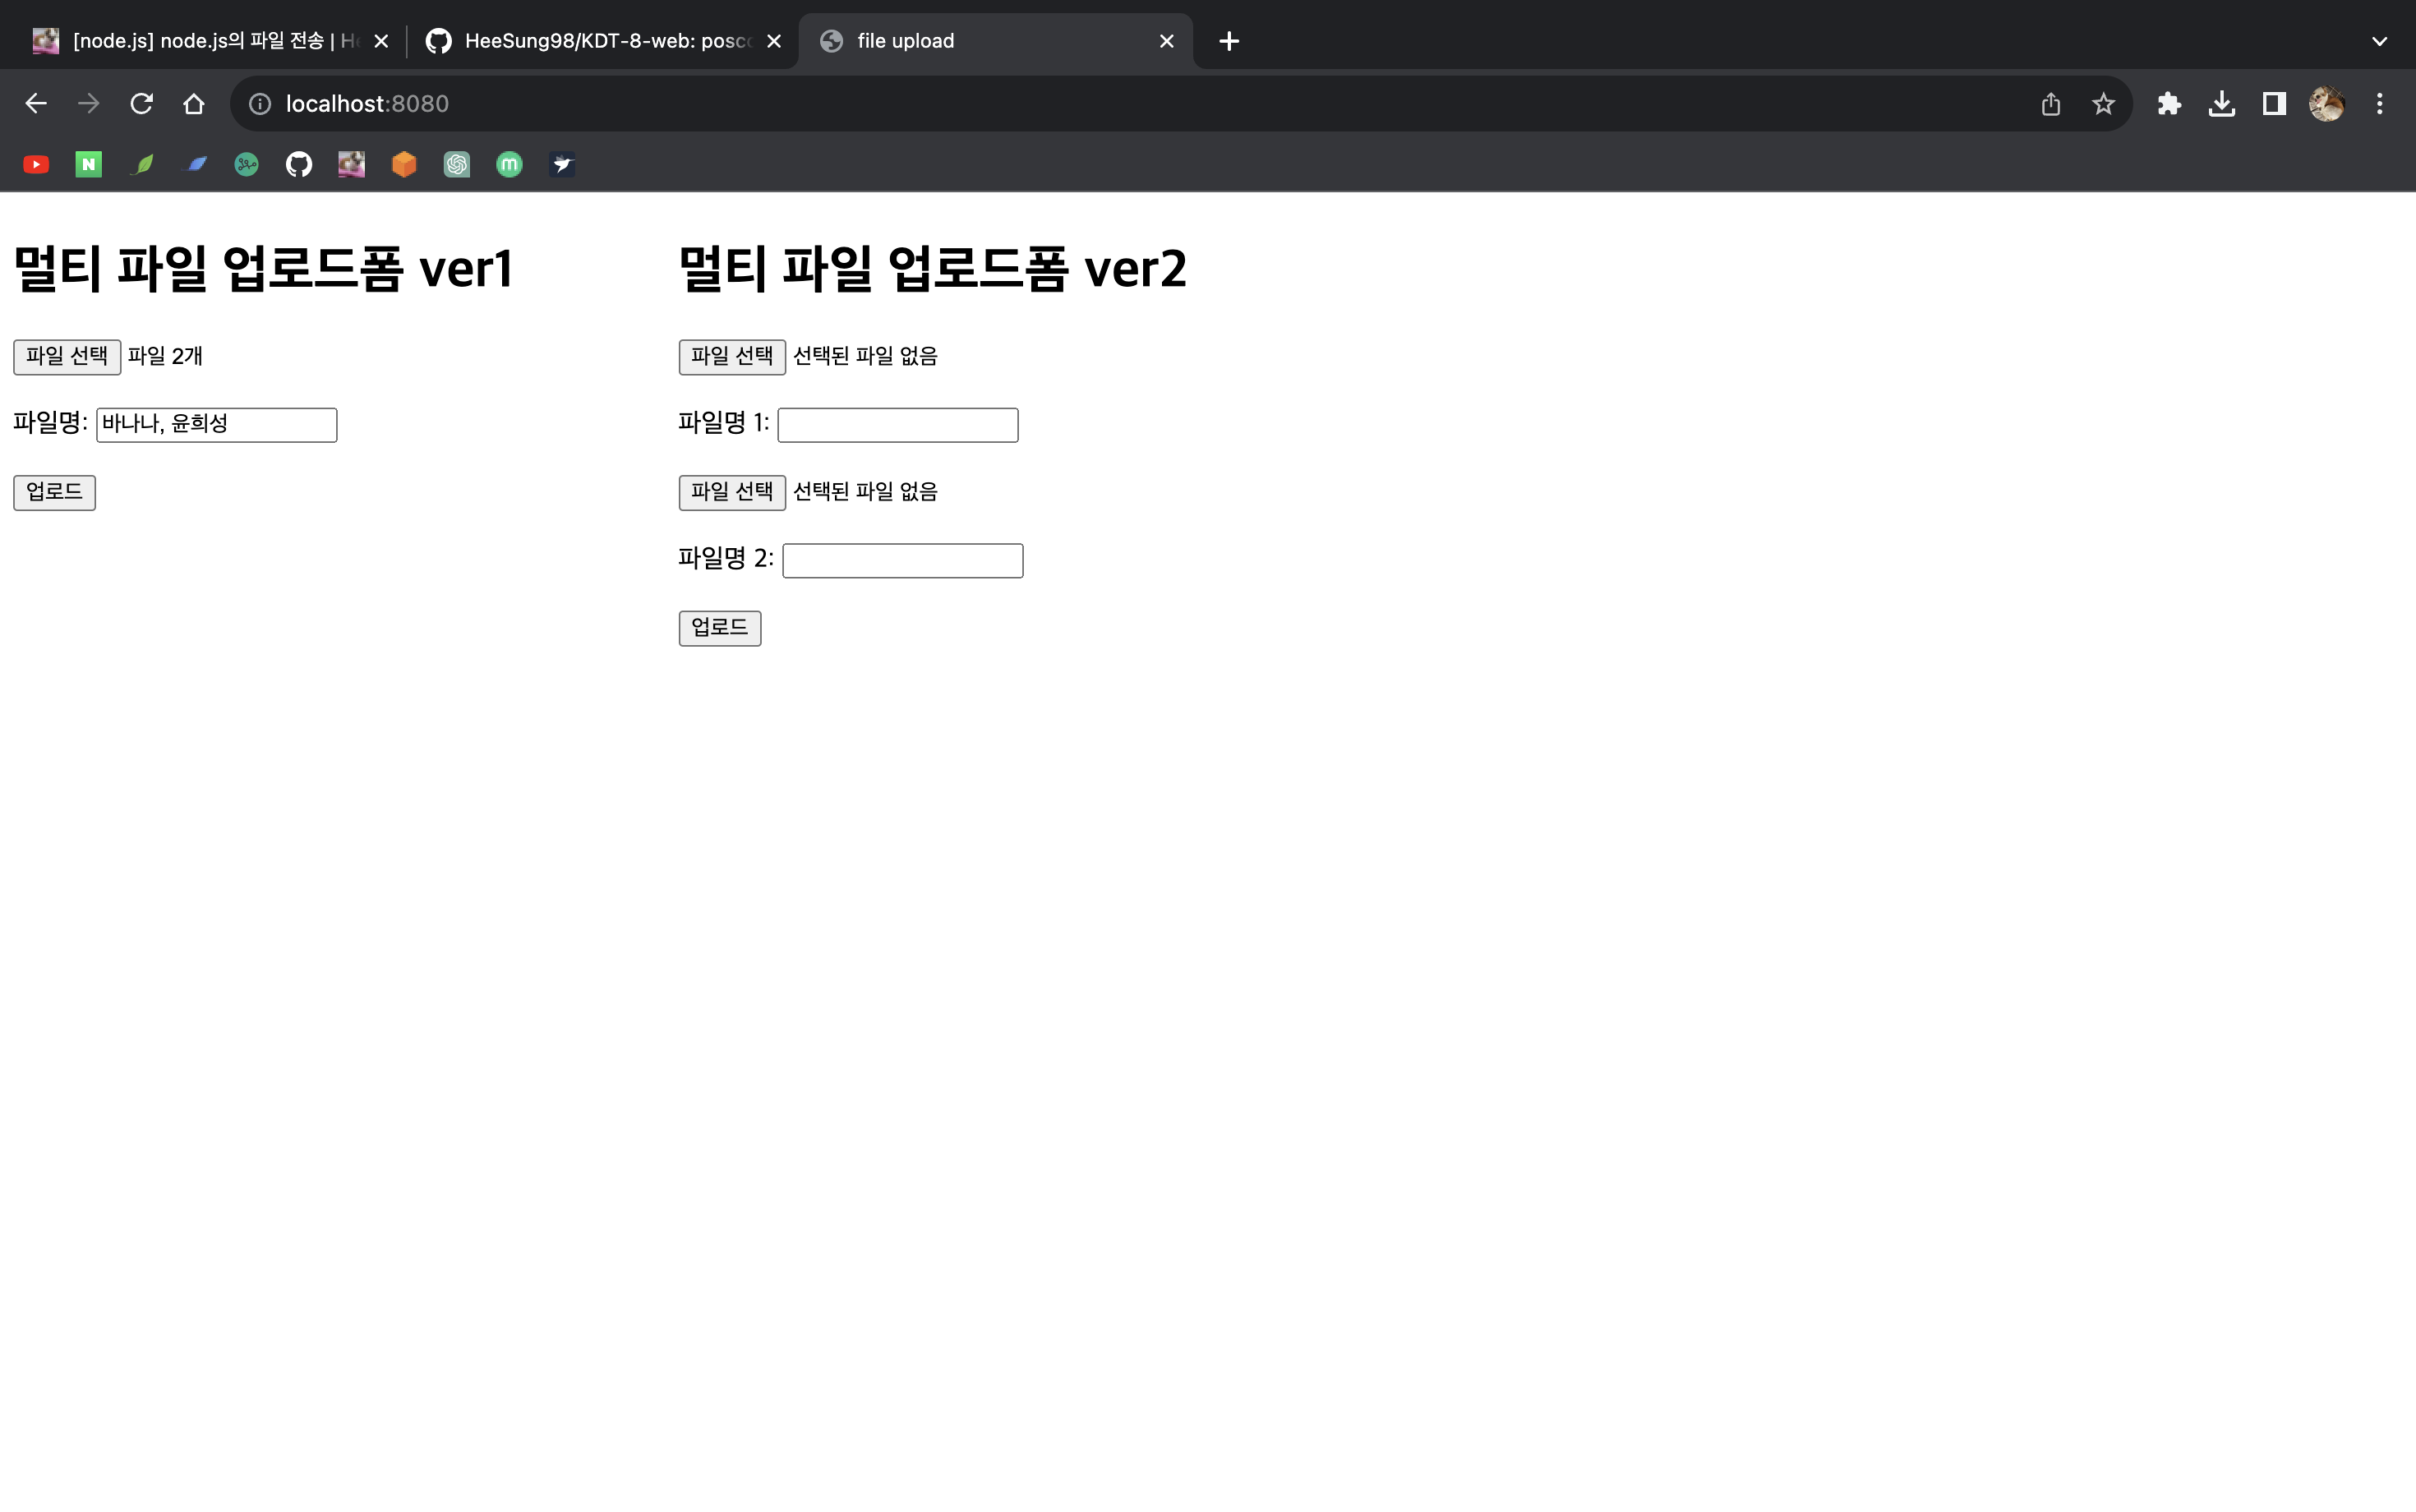 [node.js] node.js의 파일 전송 | He
HeeSung98/KDT-8-web: posco
file upload
localhost:8080
멀티 파일 업로드폼 ver1
파일 선택 파일 2개
파일명: 바나나, 윤희성
업로드
멀티 파일 업로드폼 ver2
파일 선택 선택된 파일 없음
파일명 1:
파일 선택 선택된 파일 없음
파일명 2:
업로드